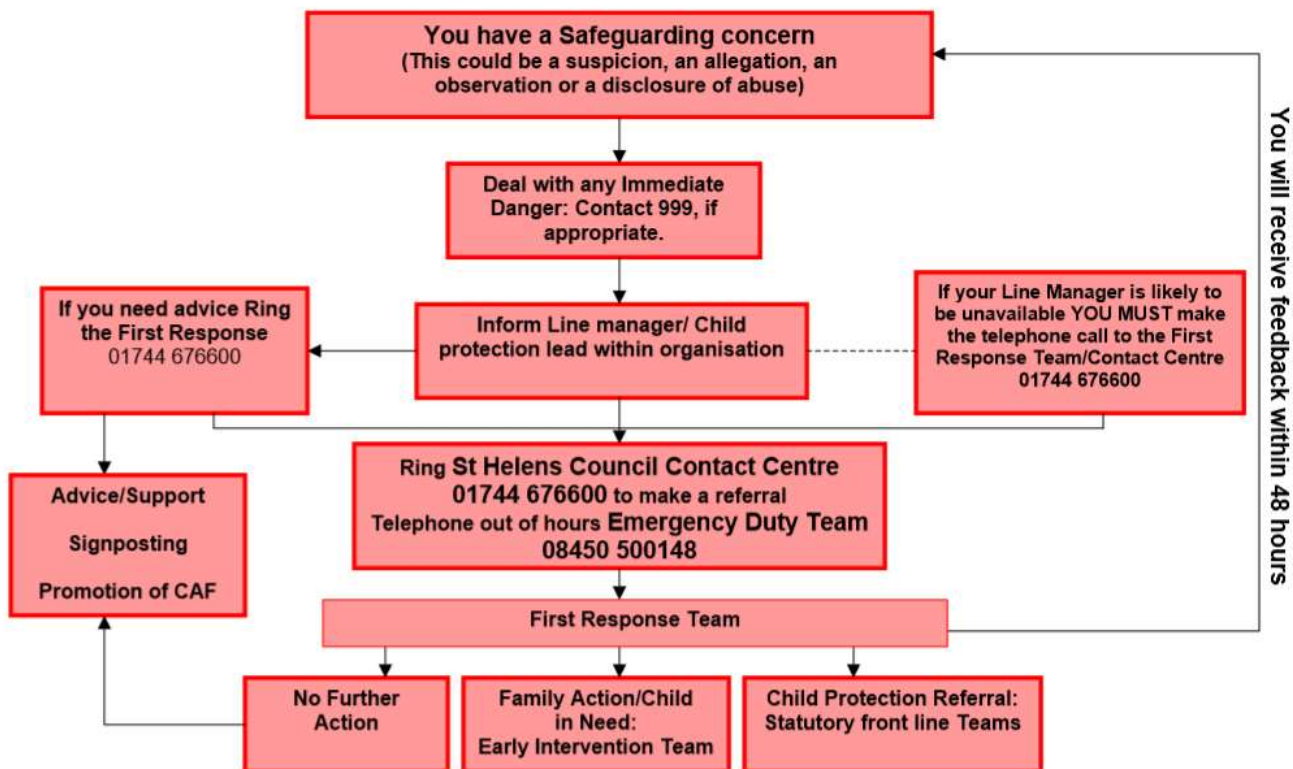 You have a Safeguarding concern
(This could be a suspicion, an allegation, an
observation or a disclosure of abuse)
You will receive feedback within 48 hours
Deal with any Immediate
Danger: Contact 999, if
appropriate.
If you need advice Ring
the First Response
01744 676600
Inform Line manager/ Child
protection lead within organisation
If your Line Manager is likely to
be unavailable YOU MUST make
the telephone call to the First
Response Team/Contact Centre
01744 676600
Ring St Helens Council Contact Centre
01744 676600 to make a referral
Telephone out of hours Emergency Duty Team
08450 500148
Advice/Support
Signposting
Promotion of CAF
First Response Team
No Further
Action
Family Action/Child
in Need:
Early Intervention Team
Child Protection Referral:
Statutory front line Teams